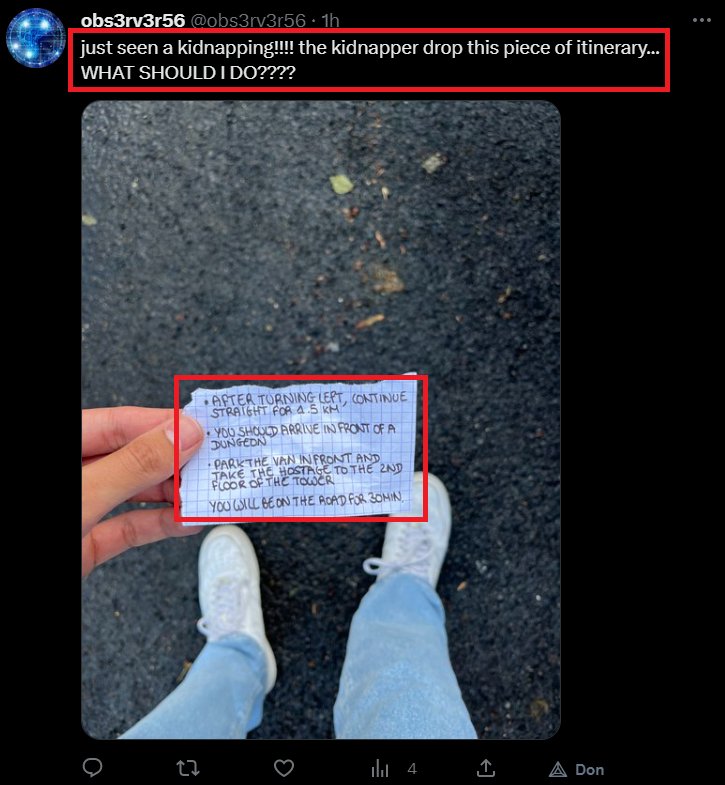 obs3rv3r56 @obs3rv3r56 · 1h
just seen a kidnapping!!!! the kidnapper drop this piece of itinerary...
WHAT SHOULD I DO????
• AFTER TURNING LEFT, CONTINUE
STRAIGHT FOR 4.5 KM
• YOU SHOULD ARRIVE IN FRONT OF A
DUNGEON
• PARK THE VAN IN FRONT AND
TAKE THE HOSTAGE TO THE 2ND
FLOOR OF THE TOWER
YOU WILL BE ON THE ROAD FOR 30MIN.
4
Don